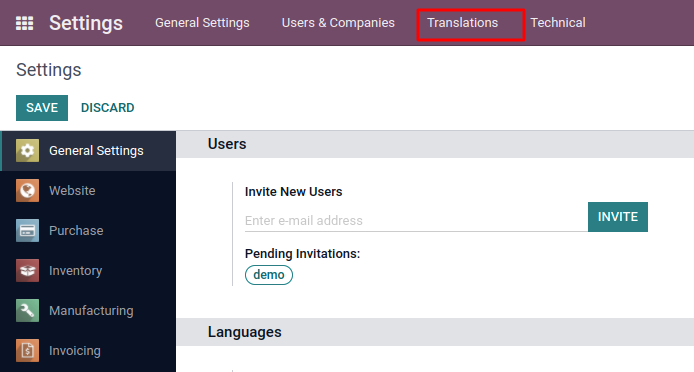 Settings General Settings Users & Companies Translations Technical
Settings
SAVE DISCARD
General Settings
Website
Purchase
Inventory
Manufacturing
Invoicing
Users
Invite New Users
Enter e-mail address INVITE
Pending Invitations:
demo
Languages